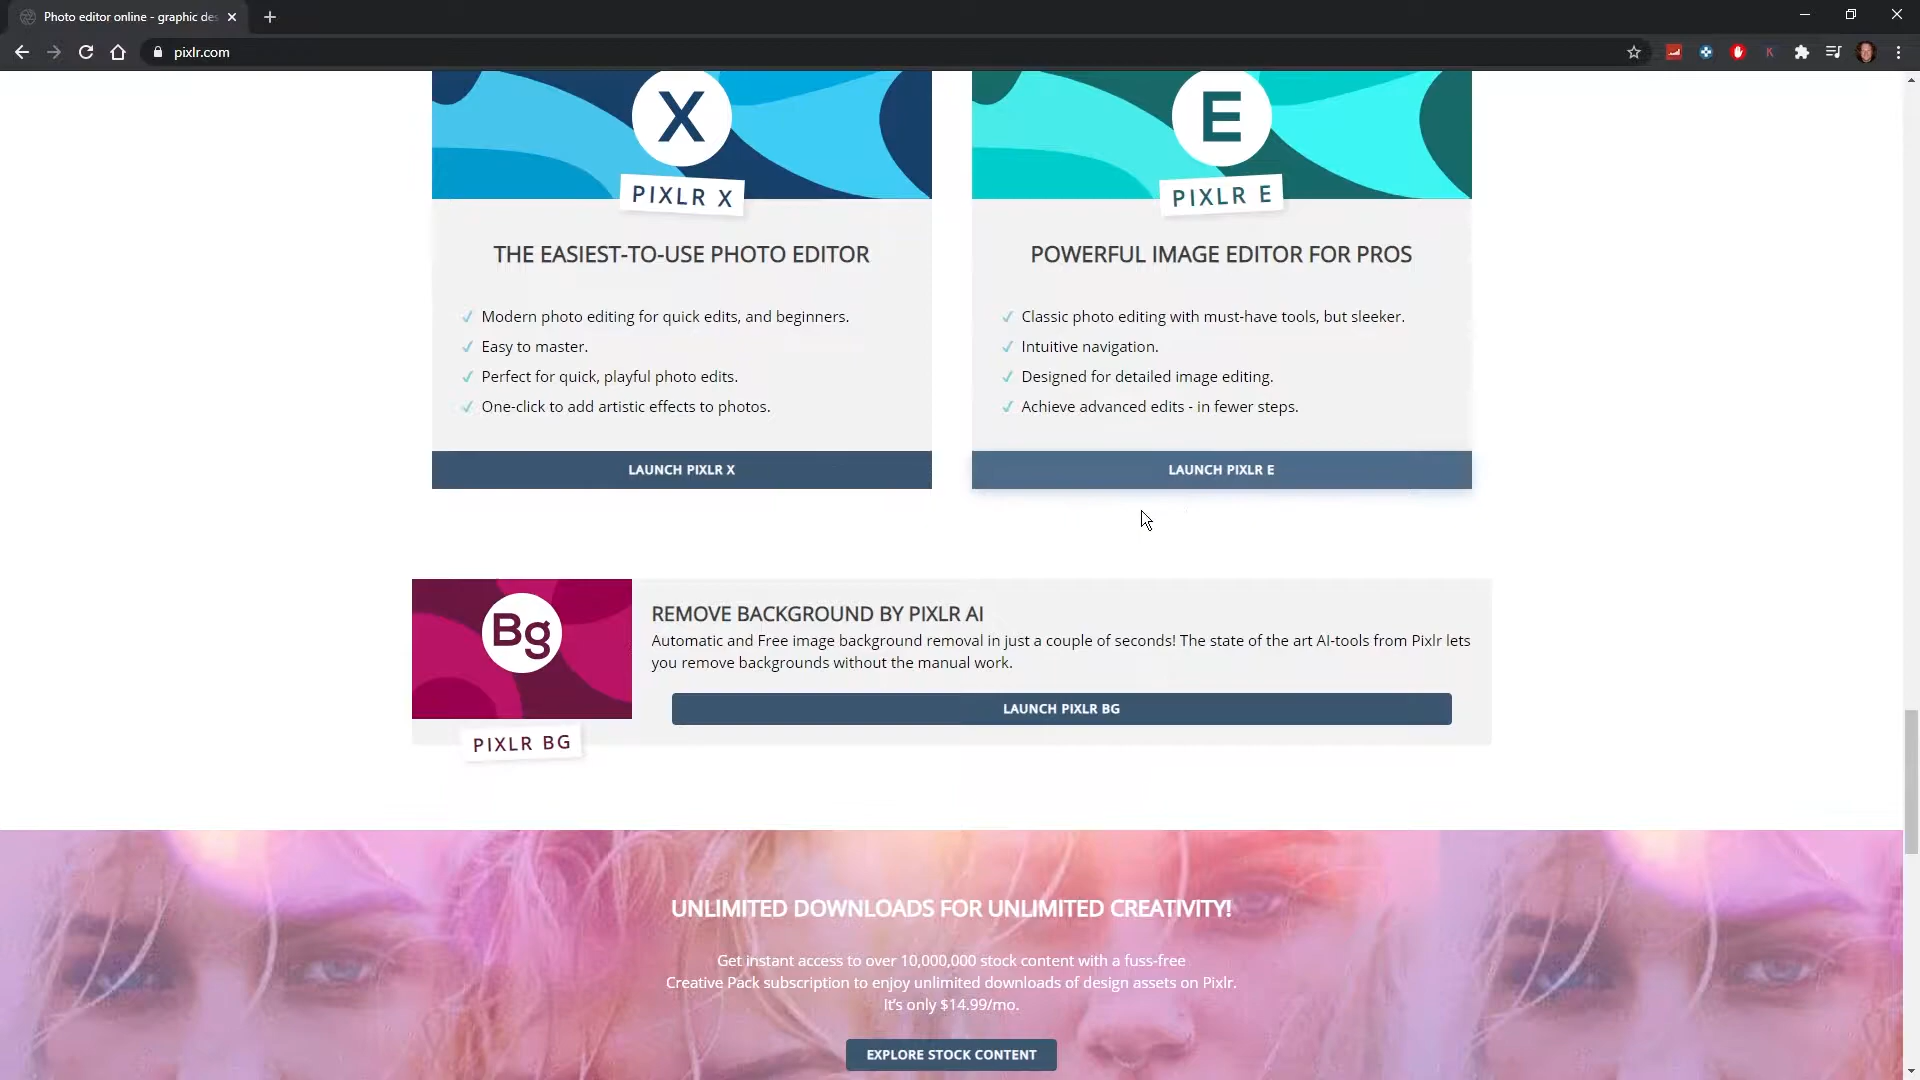 Photo editor online - graphic des
pixlr.com
X
PIXLR X
THE EASIEST-TO-USE PHOTO EDITOR
✓ Modern photo editing for quick edits, and beginners.
✓ Easy to master.
✓ Perfect for quick, playful photo edits.
✓ One-click to add artistic effects to photos.
LAUNCH PIXLR X
E
PIXLR E
POWERFUL IMAGE EDITOR FOR PROS
✓ Classic photo editing with must-have tools, but sleeker.
✓ Intuitive navigation.
✓ Designed for detailed image editing.
✓ Achieve advanced edits - in fewer steps.
LAUNCH PIXLR E
Bg
PIXLR BG
REMOVE BACKGROUND BY PIXLR AI
Automatic and Free image background removal in just a couple of seconds! The state of the art AI-tools from Pixlr lets
you remove backgrounds without the manual work.
LAUNCH PIXLR BG
UNLIMITED DOWNLOADS FOR UNLIMITED CREATIVITY!
Get instant access to over 10,000,000 stock content with a fuss-free
Creative Pack subscription to enjoy unlimited downloads of design assets on Pixlr.
It's only $14.99/mo.
EXPLORE STOCK CONTENT